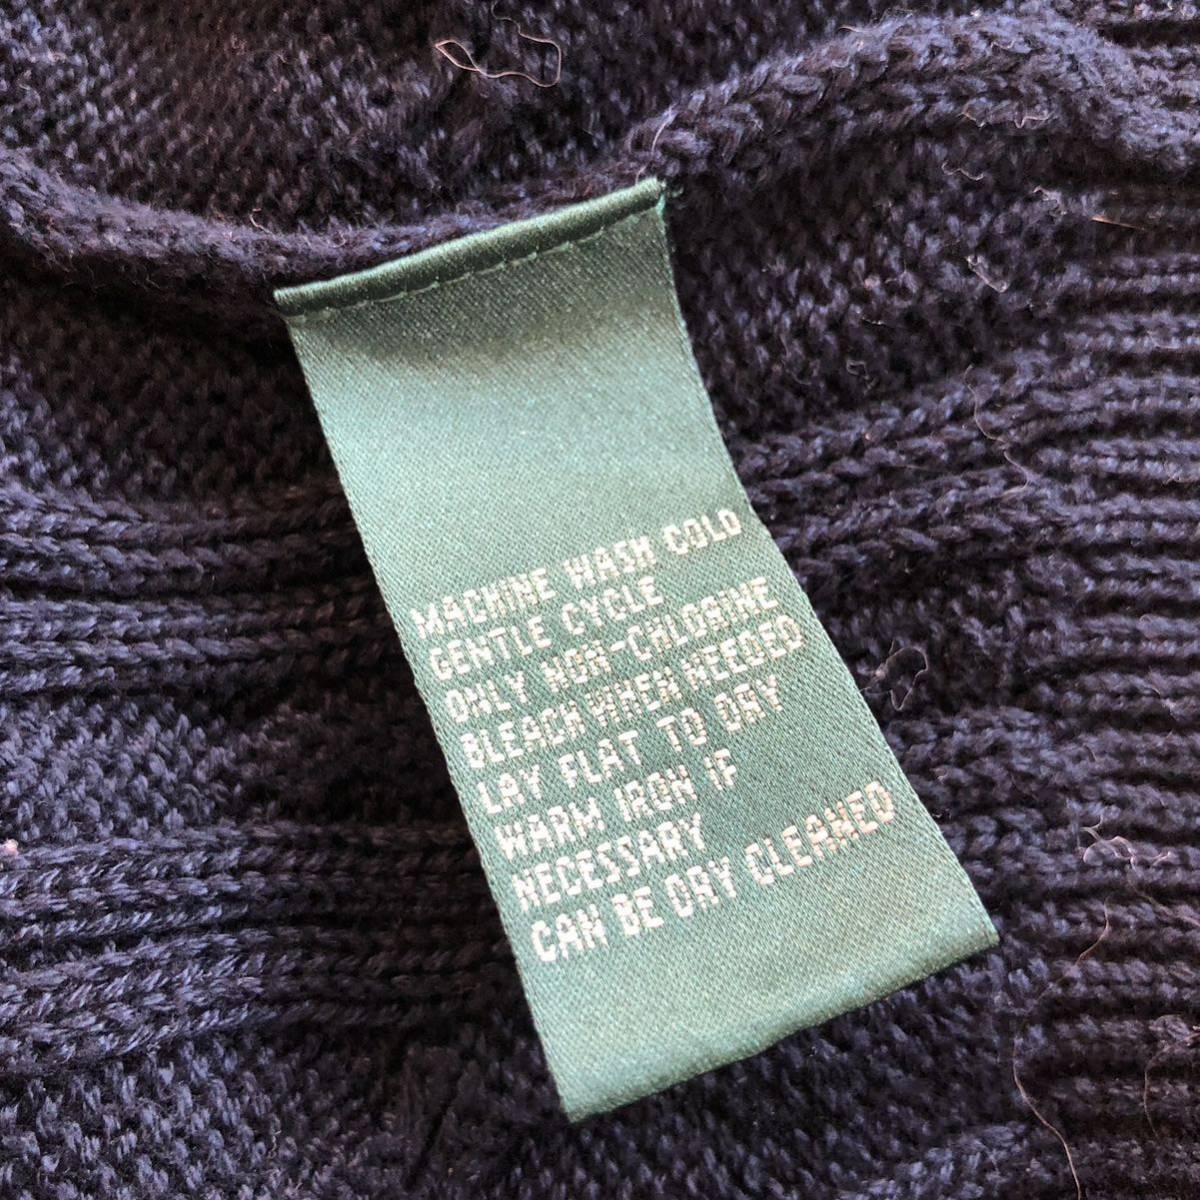 MACHINE WASH COLD
GENTLE CYCLE
ONLY NON-CHLORINE
BLEACH WHEN NEEDED
LAY FLAT TO DRY
WARM IRON IF
NECESSARY
CAN BE DRY CLEANED